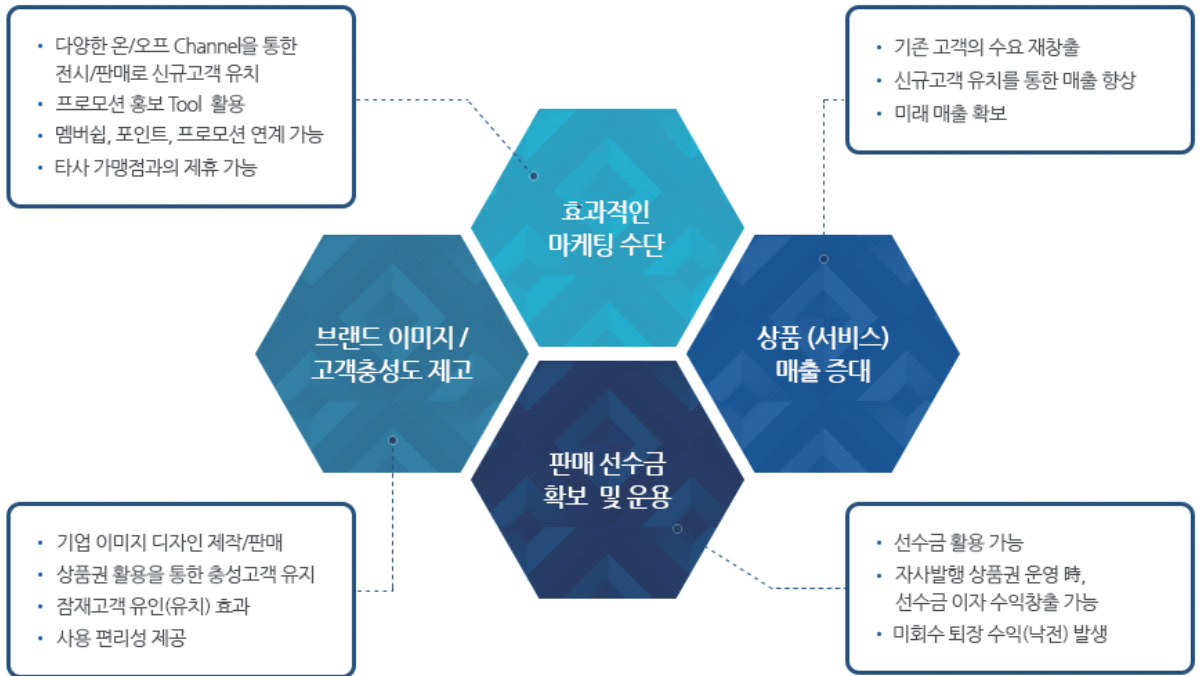 • 다양한 온/오프 Channel을 통한
전시/판매로 신규고객 유치
• 프로모션 홍보 Tool 활용
• 멤버쉽, 포인트, 프로모션 연계 가능
• 타사 가맹점과의 제휴 가능
• 기존 고객의 수요 재창출
• 신규고객 유치를 통한 매출 향상
• 미래 매출 확보
효과적인
마케팅 수단
브랜드 이미지 /
고객충성도 제고
상품 (서비스)
매출 증대
판매 선수금
확보 및 운용
• 기업 이미지 디자인 제작/판매
• 상품권 활용을 통한 충성고객 유지
• 잠재고객 유인(유치) 효과
• 사용 편리성 제공
• 선수금 활용 가능
• 자사발행 상품권 운영 時,
선수금 이자 수익창출 가능
• 미회수 퇴장 수익(낙전) 발생